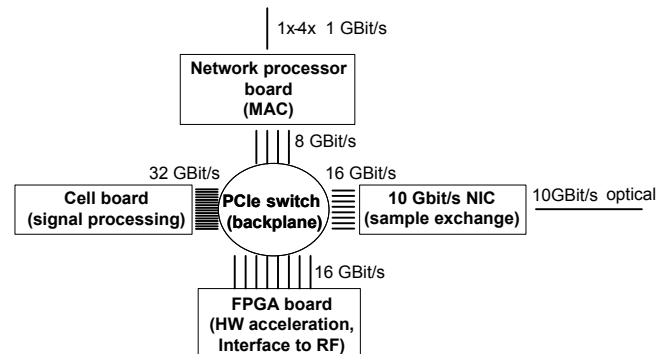 1x-4x 1 GBit/s
Network processor
board
(MAC)
8 GBit/s
32 GBit/s
16 GBit/s
Cell board
(signal processing)
PCIe switch
(backplane)
10 Gbit/s NIC
(sample exchange)
10GBit/s optical
16 GBit/s
FPGA board
(HW acceleration,
Interface to RF)